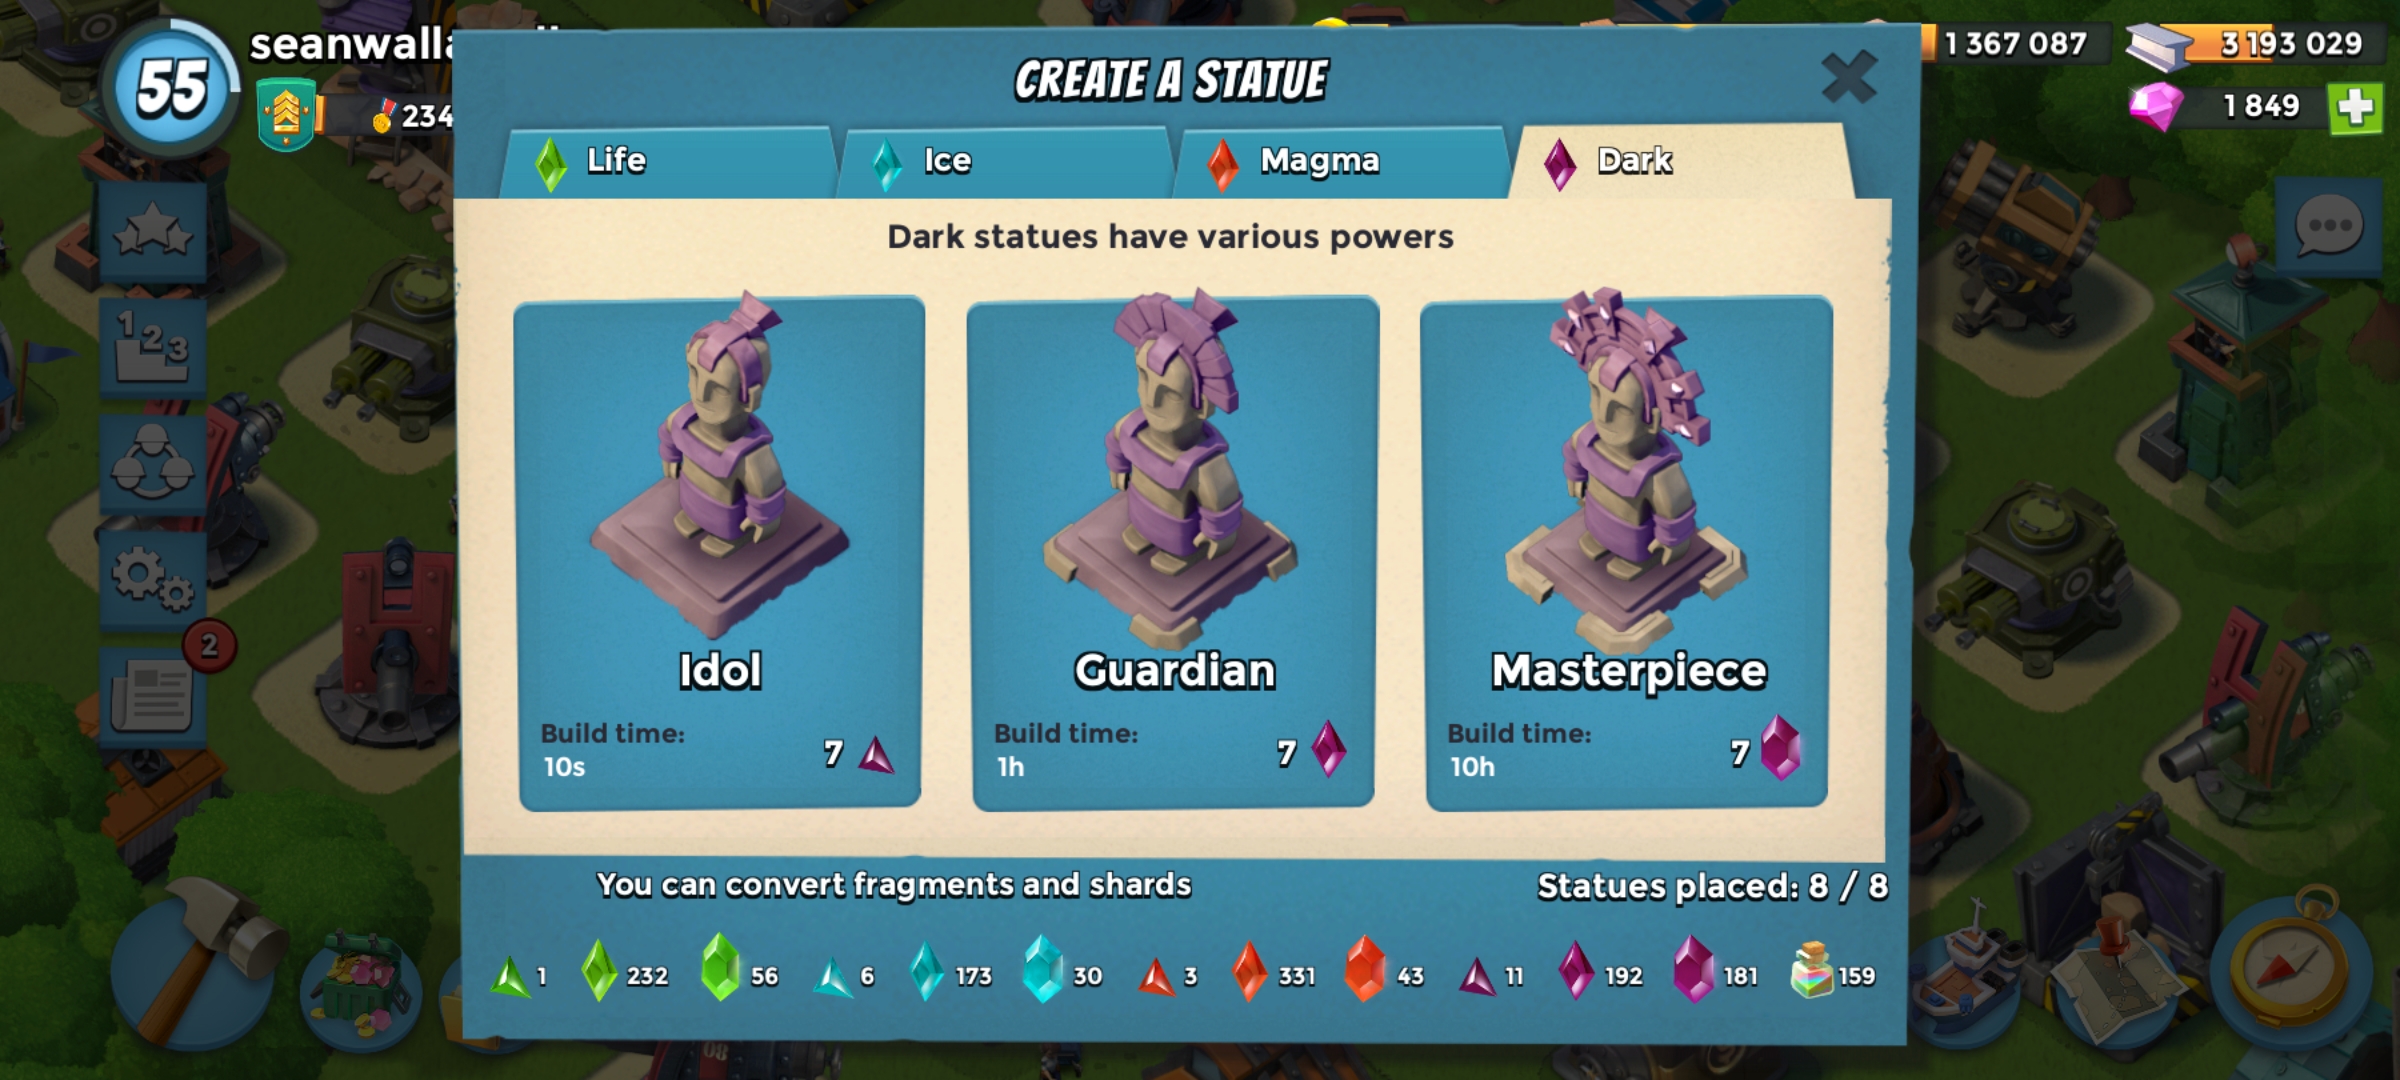 55
234
1 367 087
3 193 029
1 849
CREATE A STATUE
Life
Ice
Magma
Dark
Dark statues have various powers
Idol
Build time:
10s
7
Guardian
Build time:
1h
7
Masterpiece
Build time:
10h
7
1 2 3
2
You can convert fragments and shards
Statues placed: 8 / 8
1
232
56
6
173
30
3
331
43
11
192
181
159